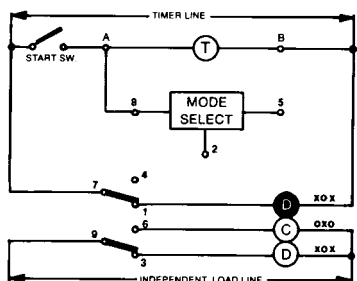 TIMER LINE
A
B
T
START SW.
8
MODE
SELECT
5
2
4
7
1
D
XOX
6
C
OXO
9
3
D
XOX
INDEPENDENT LOAD LINE